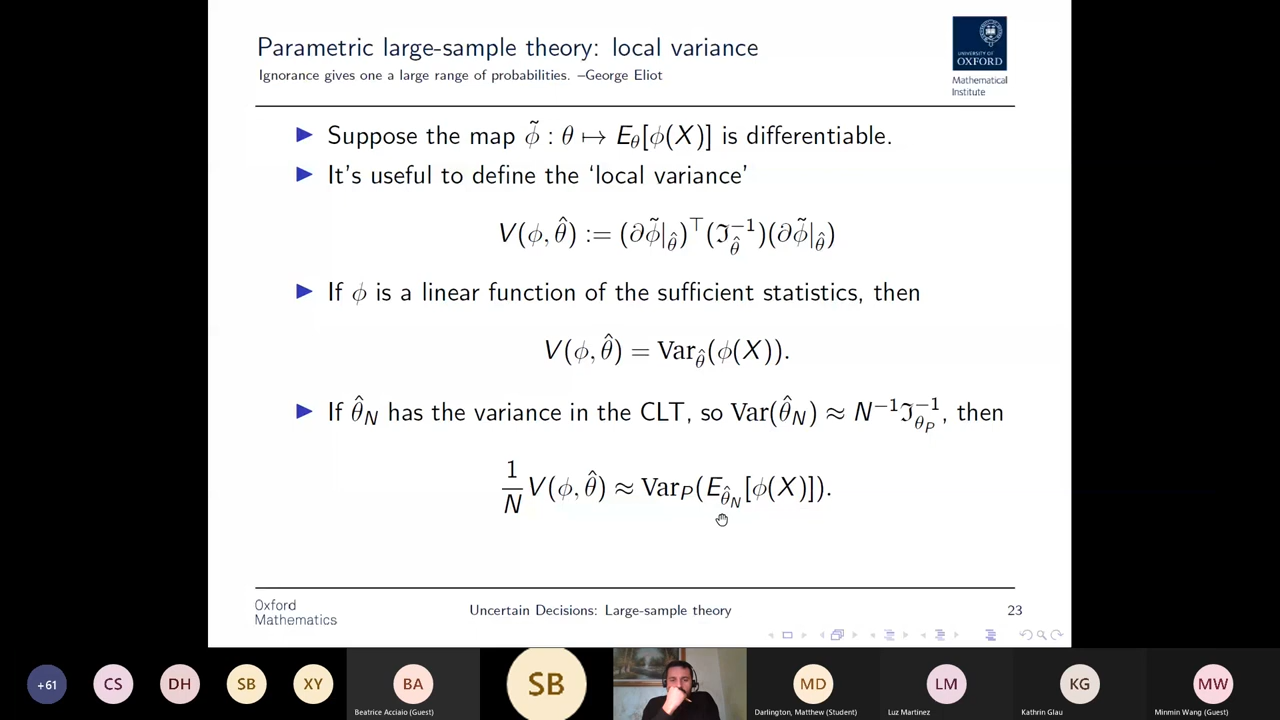 Parametric large-sample theory: local variance
Ignorance gives one a large range of probabilities. –George Eliot
UNIVERSITY OF
OXFORD
Mathematical
Institute
▶ Suppose the map ϕ̃ : θ ↦ E_θ[ϕ(X)] is differentiable.
▶ It's useful to define the ‘local variance’
V(ϕ, θ̂) := (∂ϕ̃|_θ̂)^⊤(ℑ_θ̂^{−1})(∂ϕ̃|_θ̂)
▶ If ϕ is a linear function of the sufficient statistics, then
V(ϕ, θ̂) = Var_θ̂(ϕ(X)).
▶ If θ̂_N has the variance in the CLT, so Var(θ̂_N) ≈ N^{−1}ℑ_{θ_P}^{−1}, then
1/N V(ϕ, θ̂) ≈ Var_P(E_{θ̂_N}[ϕ(X)]).
Oxford
Mathematics
Uncertain Decisions: Large-sample theory
23
+61
CS
DH
SB
XY
BA
Beatrice Acciaio (Guest)
SB
MD
Darlington, Matthew (Student)
LM
Luz Martinez
KG
Kathrin Glau
MW
Minmin Wang (Guest)